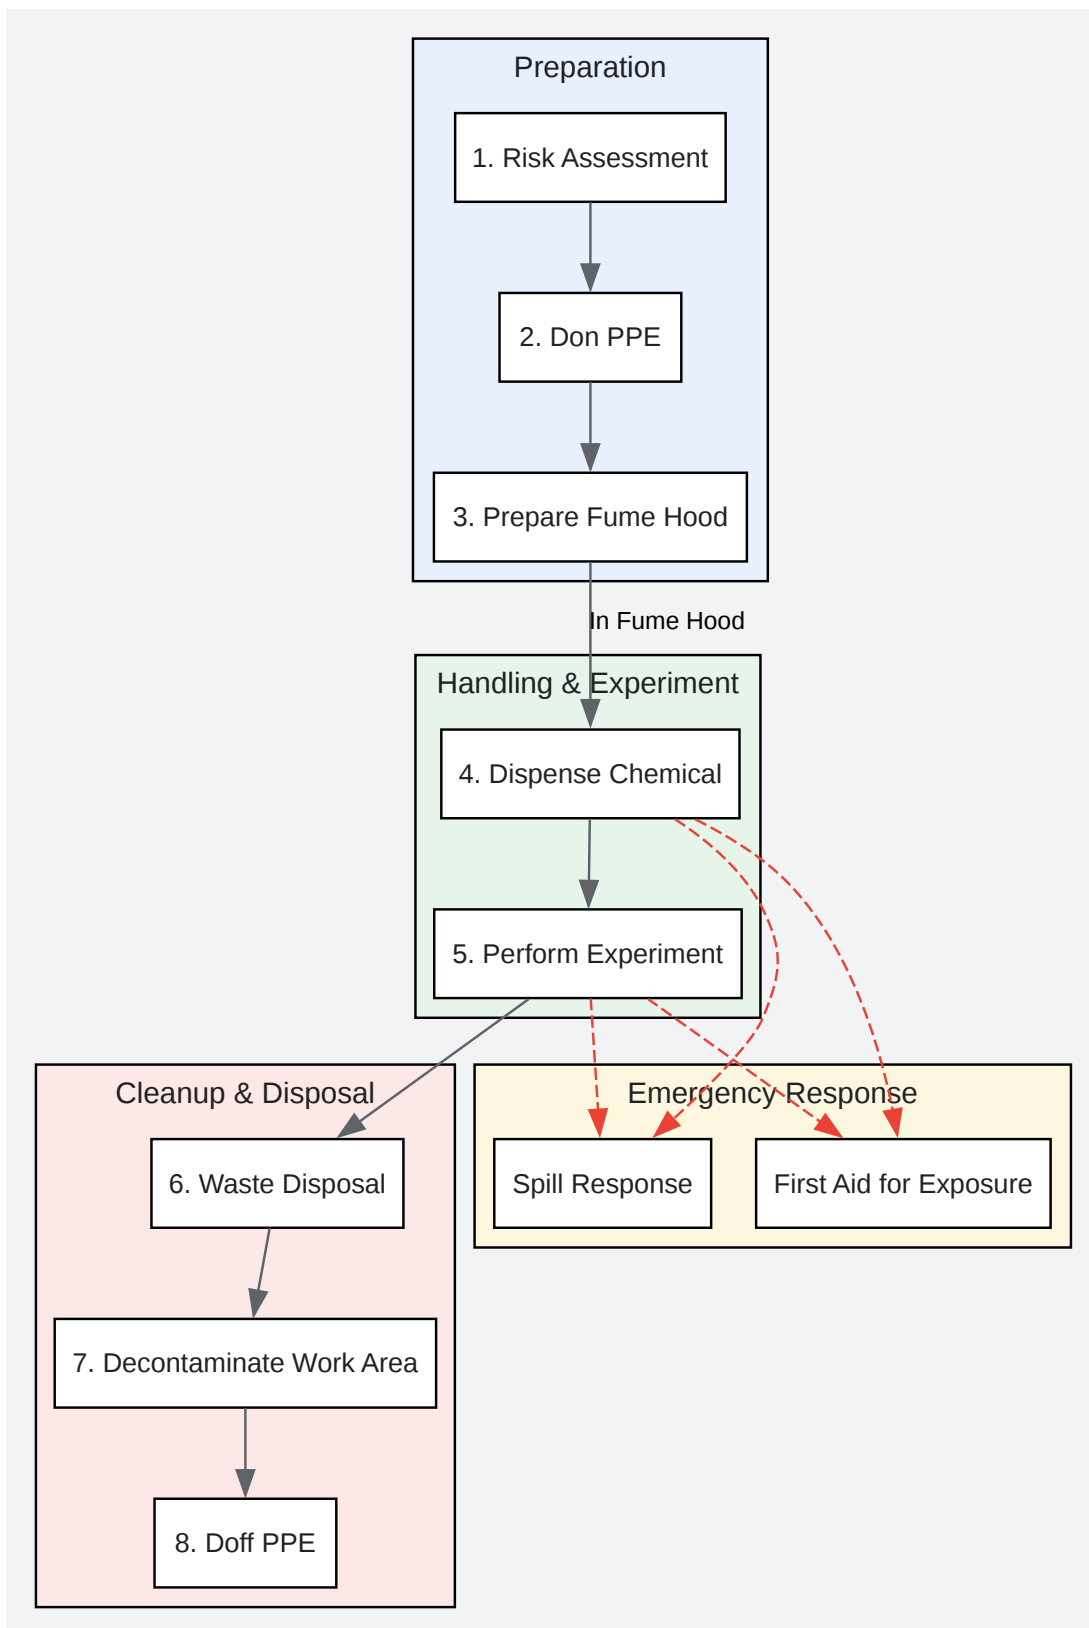 Preparation
1. Risk Assessment
2. Don PPE
3. Prepare Fume Hood
In Fume Hood
Handling & Experiment
4. Dispense Chemical
5. Perform Experiment
Cleanup & Disposal
6. Waste Disposal
7. Decontaminate Work Area
8. Doff PPE
Emergency Response
Spill Response
First Aid for Exposure